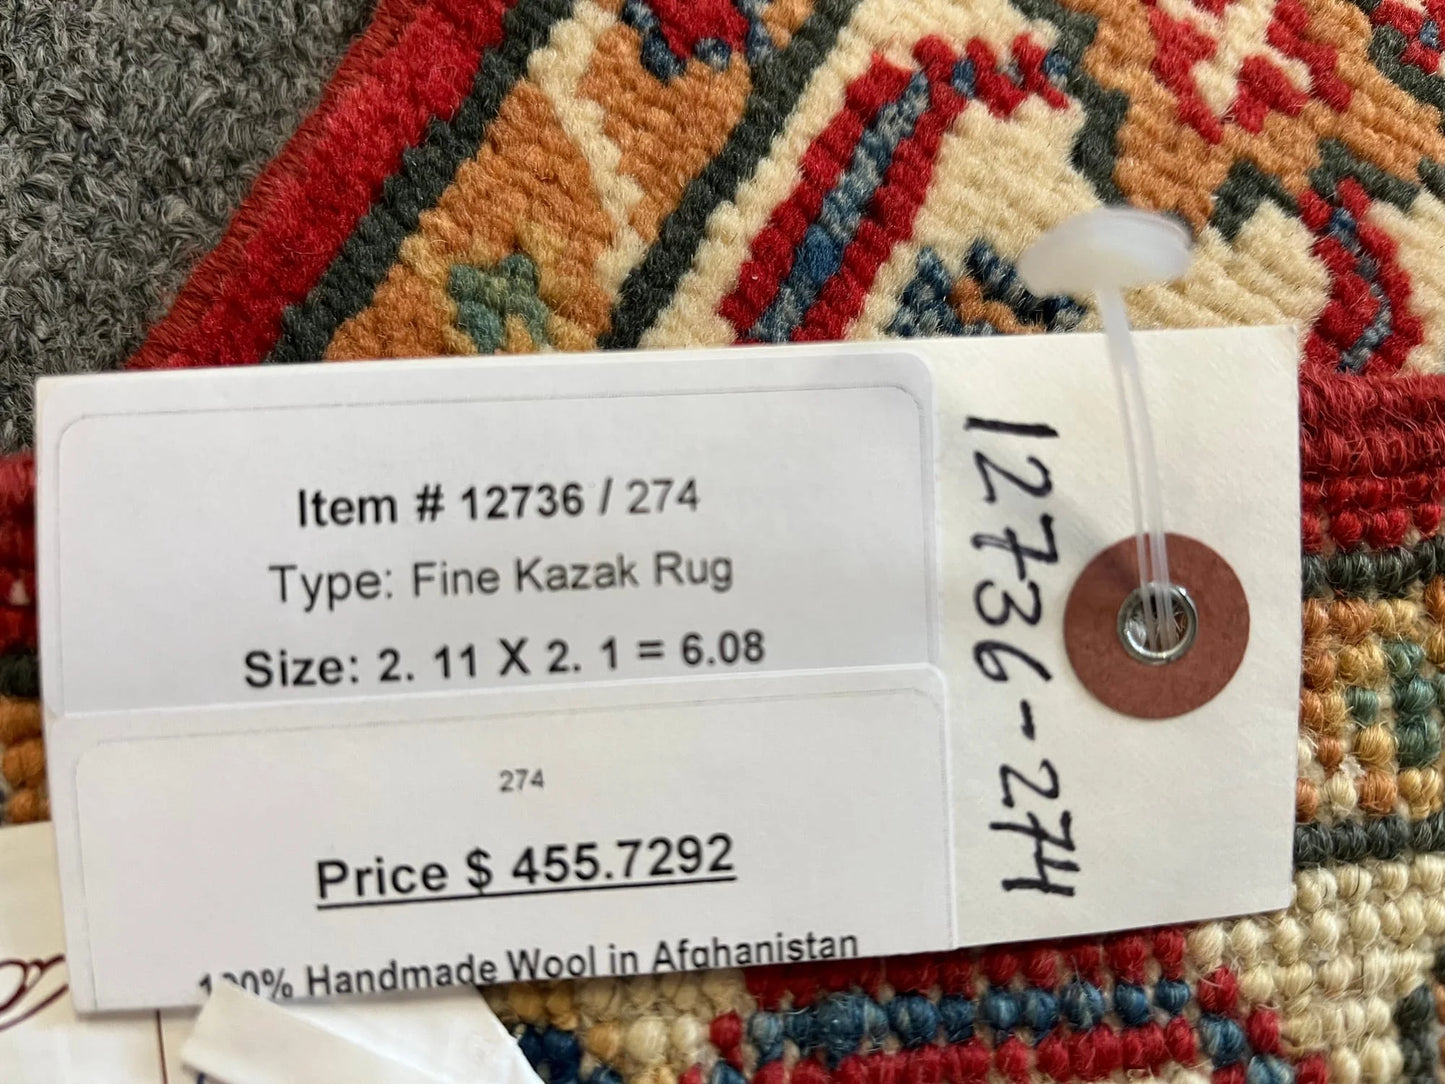 Item # 12736 / 274
Type: Fine Kazak Rug
Size: 2. 11 X 2. 1 = 6.08
274
Price $ 455.7292
100% Handmade Wool in Afghanistan
12736-274